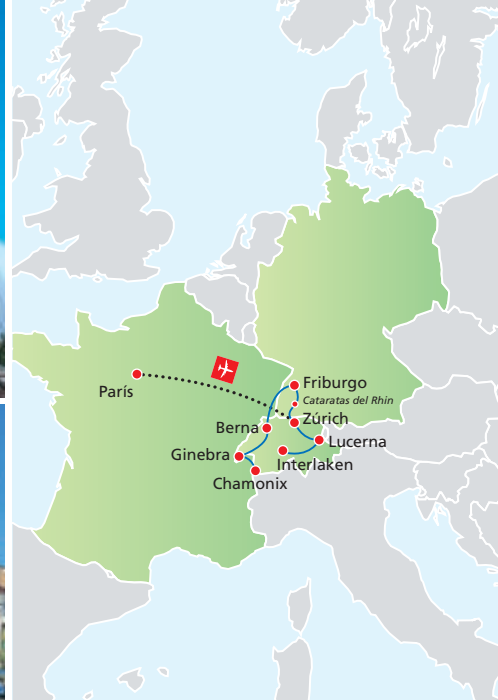 París
Friburgo
Cataratas del Rhin
Zúrich
Berna
Lucerna
Ginebra
Interlaken
Chamonix